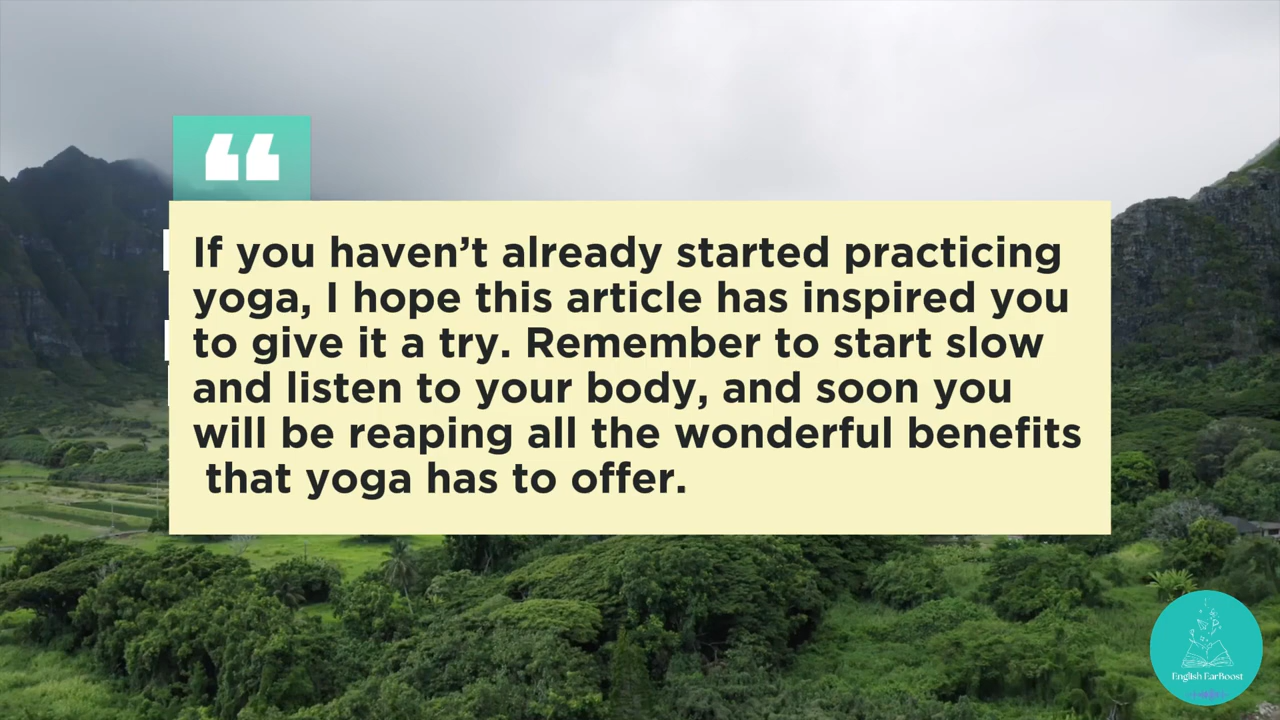 “
If you haven’t already started practicing
yoga, I hope this article has inspired you
to give it a try. Remember to start slow
and listen to your body, and soon you
will be reaping all the wonderful benefits
that yoga has to offer.
English EarBoost